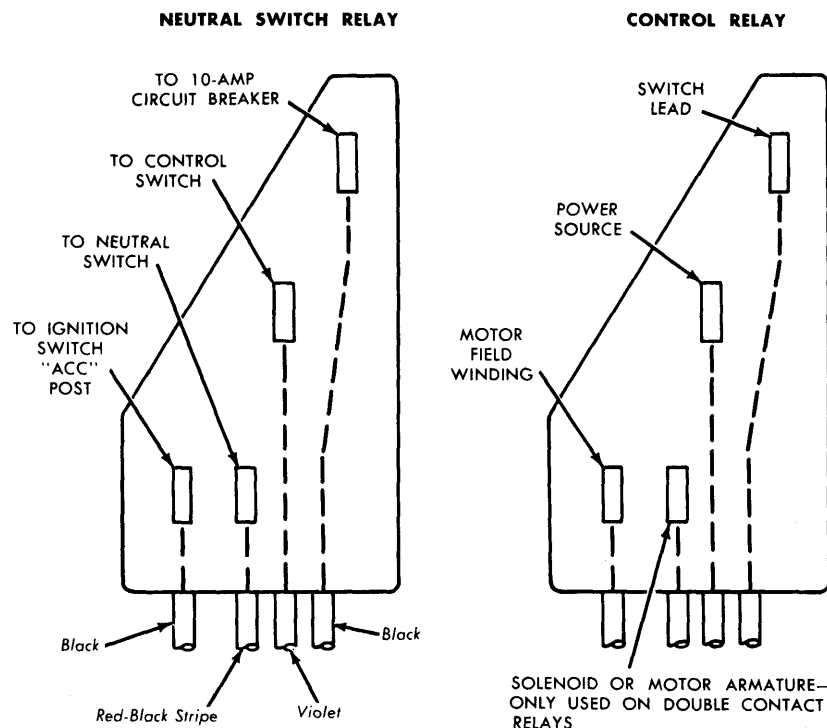 NEUTRAL SWITCH RELAY
TO 10-AMP
CIRCUIT BREAKER
TO CONTROL
SWITCH
TO NEUTRAL
SWITCH
TO IGNITION
SWITCH
"ACC"
POST
Black
Red-Black Stripe
Violet
Black
CONTROL RELAY
SWITCH
LEAD
POWER
SOURCE
MOTOR
FIELD
WINDING
SOLENOID OR MOTOR ARMATURE—
ONLY USED ON DOUBLE CONTACT
RELAYS